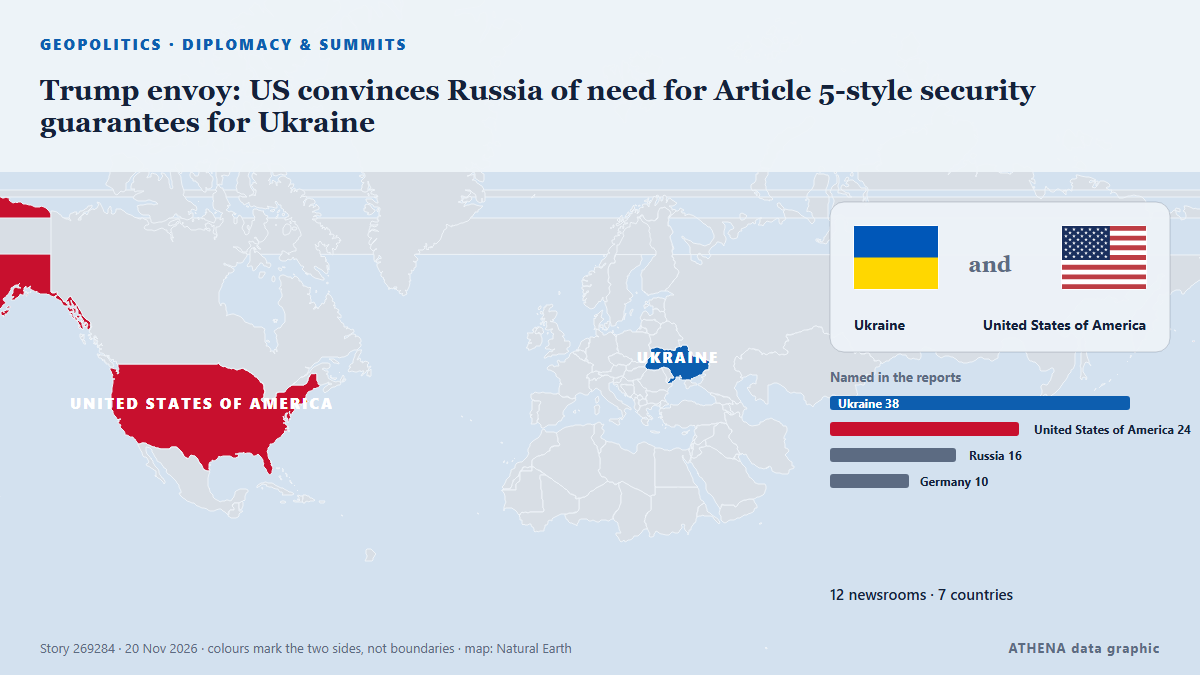 GEOPOLITICS · DIPLOMACY & SUMMITS
Trump envoy: US convinces Russia of need for Article 5-style security
guarantees for Ukraine
UNITED STATES OF AMERICA
UKRAINE
and
Ukraine
United States of America
Named in the reports
Ukraine 38
United States of America 24
Russia 16
Germany 10
12 newsrooms · 7 countries
Story 269284 · 20 Nov 2026 · colours mark the two sides, not boundaries · map: Natural Earth
ATHENA data graphic